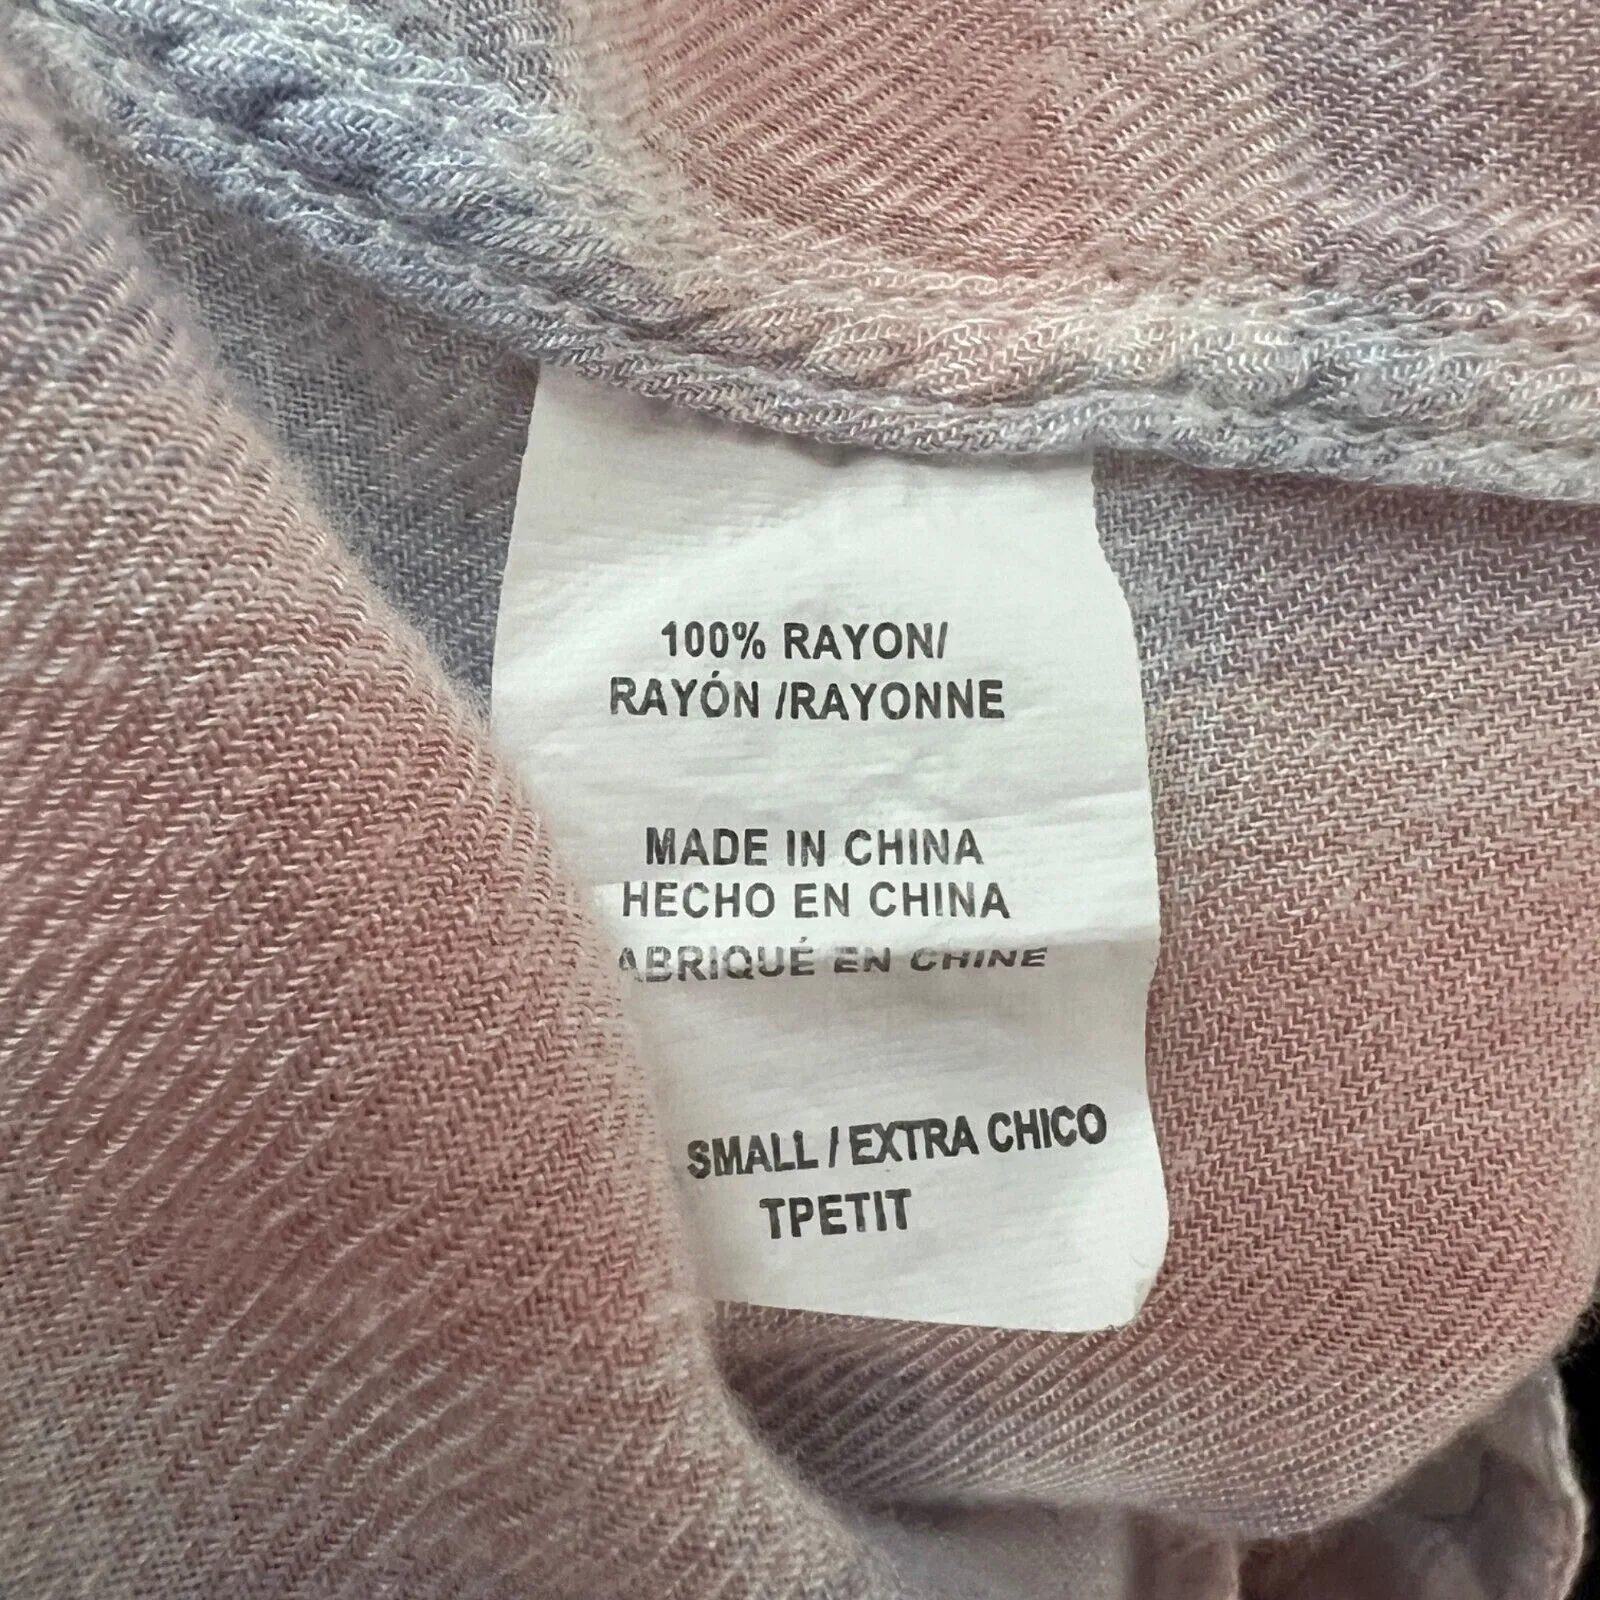 100% RAYON/
RAYÓN /RAYONNE
MADE IN CHINA
HECHO EN CHINA
ABRIQUÉ EN CHINE
SMALL / EXTRA CHICO
TPETIT